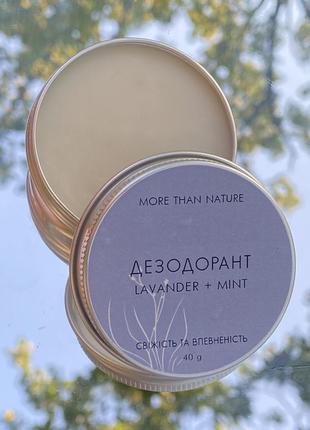 MORE THAN NATURE
ДЕЗОДОРАНТ
LAVANDER + MINT
СВІЖІСТЬ ТА ВПЕВНЕНІСТЬ
40 g